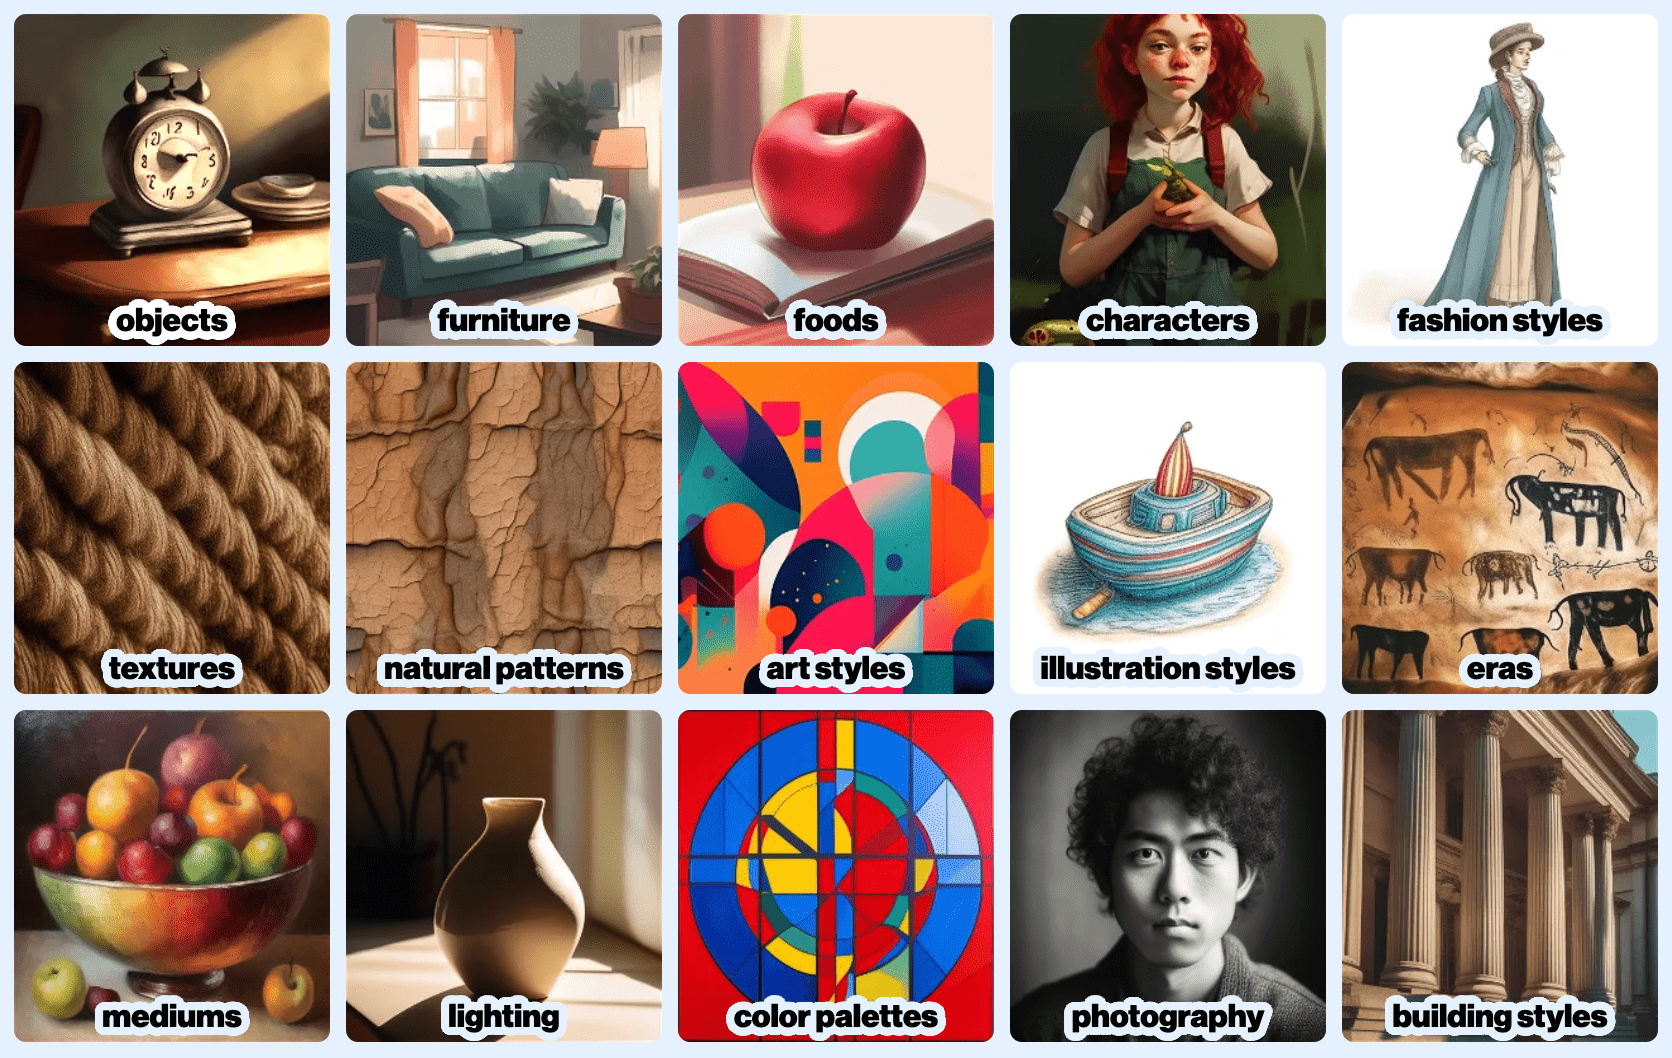 objects
furniture
foods
characters
fashion styles
textures
natural patterns
art styles
illustration styles
eras
mediums
lighting
color palettes
photography
building styles